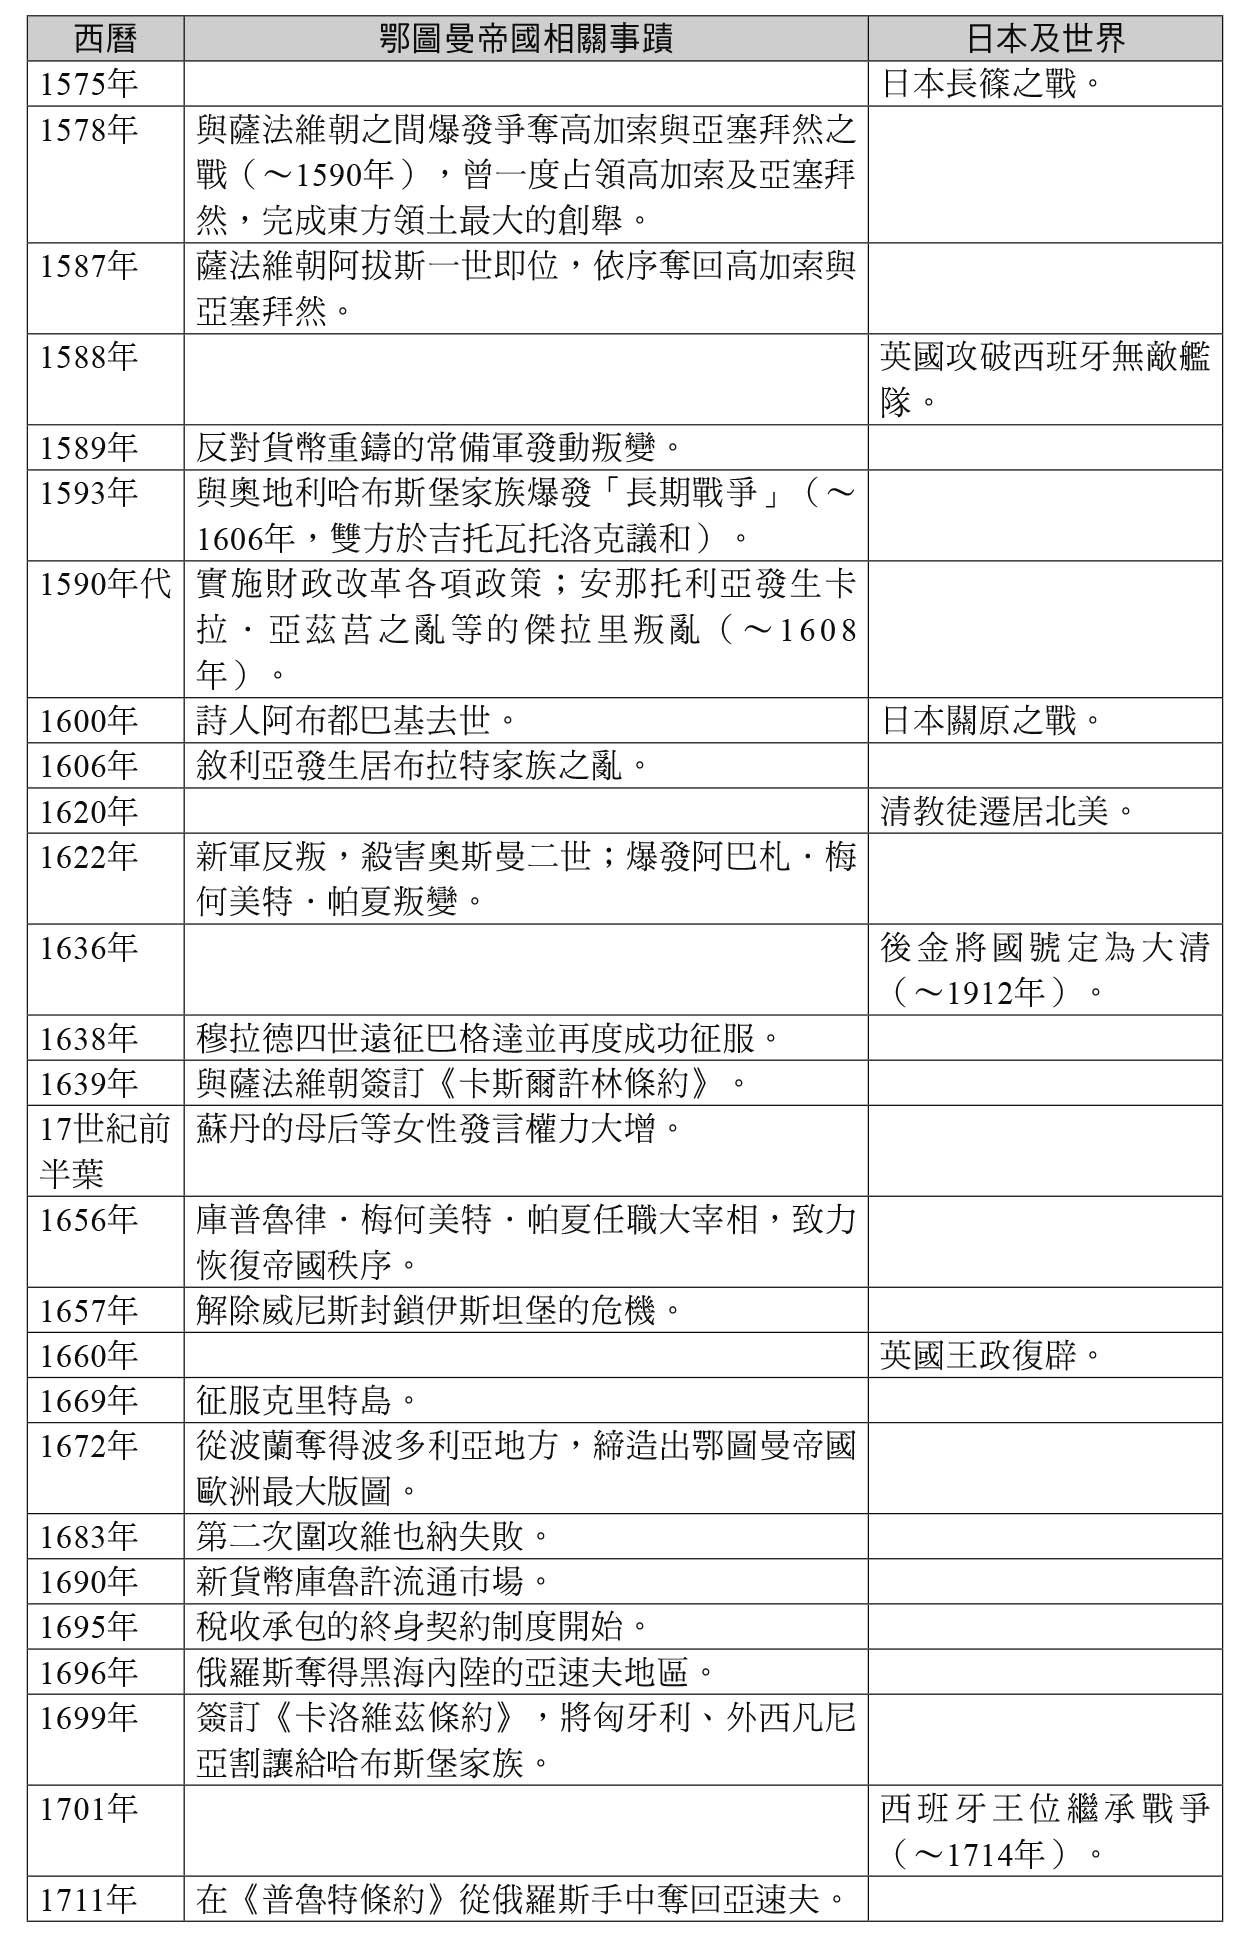 西曆 鄂圖曼帝國相關事蹟 日本及世界
1575年 日本長篠之戰。
1578年 與薩法維朝之間爆發爭奪高加索與亞塞拜然之
戰（～1590年），曾一度占領高加索及亞塞拜
然，完成東方領土最大的創舉。
1587年 薩法維朝阿拔斯一世即位，依序奪回高加索與
亞塞拜然。
1588年 英國攻破西班牙無敵艦
隊。
1589年 反對貨幣重鑄的常備軍發動叛變。
1593年 與奧地利哈布斯堡家族爆發「長期戰爭」（～
1606年，雙方於吉托瓦托洛克議和）。
1590年代 實施財政改革各項政策；安那托利亞發生卡
拉．亞茲莒之亂等的傑拉里叛亂（～1608
年）。
1600年 詩人阿布都巴基去世。 日本關原之戰。
1606年 敘利亞發生居布拉特家族之亂。
1620年 清教徒遷居北美。
1622年 新軍反叛，殺害奧斯曼二世；爆發阿巴札．梅
何美特．帕夏叛變。
1636年 後金將國號定為大清
（～1912年）。
1638年 穆拉德四世遠征巴格達並再度成功征服。
1639年 與薩法維朝簽訂《卡斯爾許林條約》。
17世紀前 蘇丹的母后等女性發言權力大增。
半葉
1656年 庫普魯律．梅何美特．帕夏任職大宰相，致力
恢復帝國秩序。
1657年 解除威尼斯封鎖伊斯坦堡的危機。
1660年 英國王政復辟。
1669年 征服克里特島。
1672年 從波蘭奪得波多利亞地方，締造出鄂圖曼帝國
歐洲最大版圖。
1683年 第二次圍攻維也納失敗。
1690年 新貨幣庫魯許流通市場。
1695年 稅收承包的終身契約制度開始。
1696年 俄羅斯奪得黑海內陸的亞速夫地區。
1699年 簽訂《卡洛維茲條約》，將匈牙利、外西凡尼
亞割讓給哈布斯堡家族。
1701年 西班牙王位繼承戰爭
（～1714年）。
1711年 在《普魯特條約》從俄羅斯手中奪回亞速夫。